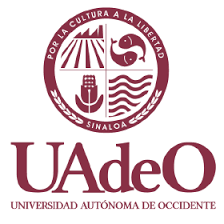 POR LA CULTURA A LA LIBERTAD
SINALOA
UAdeO
UNIVERSIDAD AUTÓNOMA DE OCCIDENTE